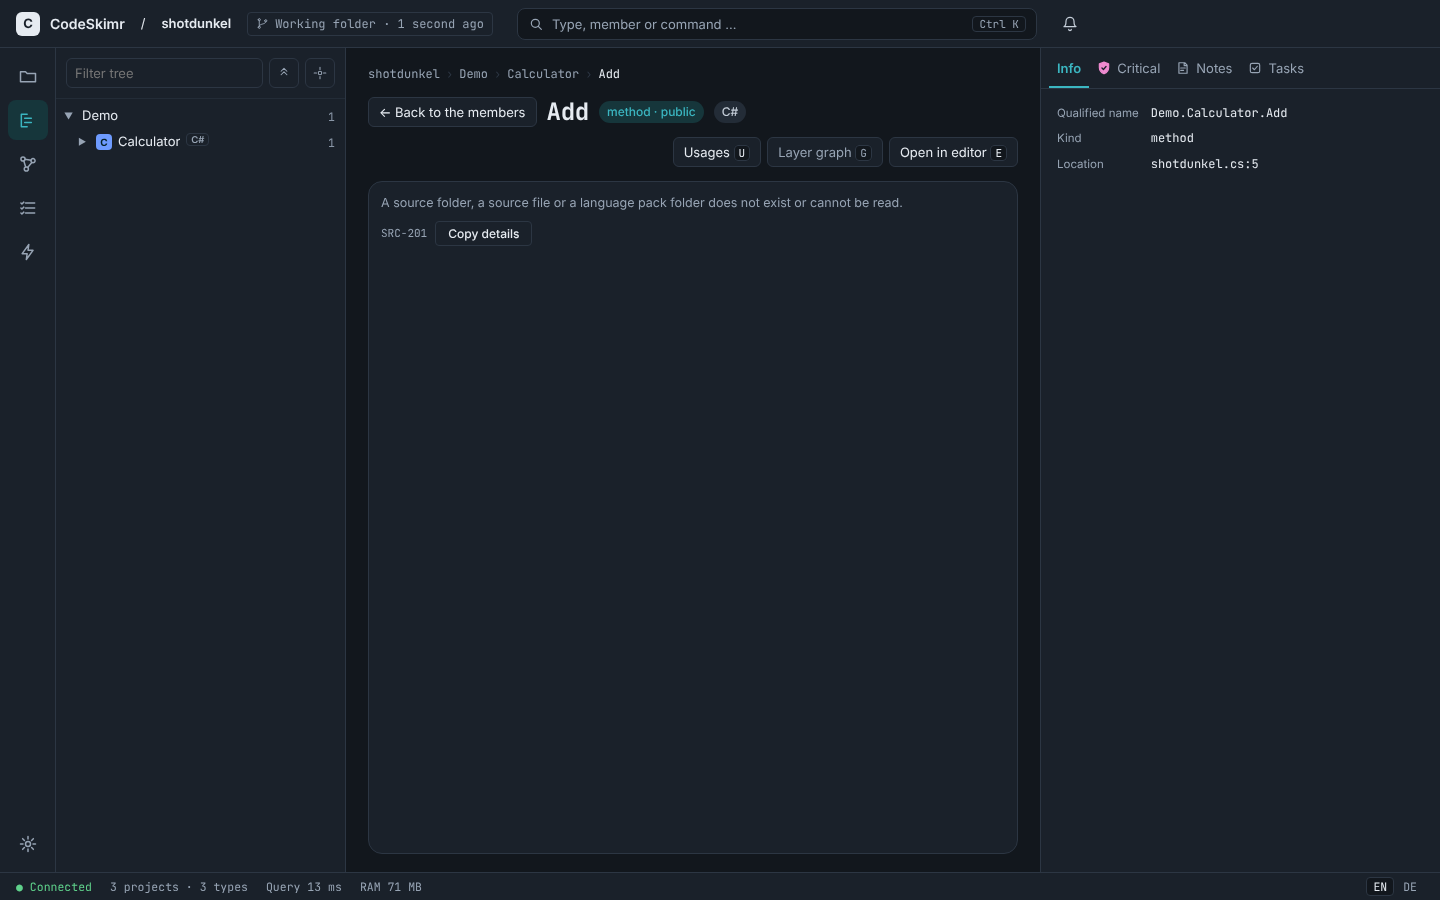 C CodeSkimr / shotdunkel Working folder · 1 second ago Type, member or command ... Ctrl K
Filter tree
Demo 1
C Calculator C# 1
shotdunkel › Demo › Calculator › Add
← Back to the members Add method · public C#
Usages U Layer graph G Open in editor E
A source folder, a source file or a language pack folder does not exist or cannot be read.
SRC-201 Copy details
Info Critical Notes Tasks
Qualified name Demo.Calculator.Add
Kind method
Location shotdunkel.cs:5
● Connected 3 projects · 3 types Query 13 ms RAM 71 MB EN DE